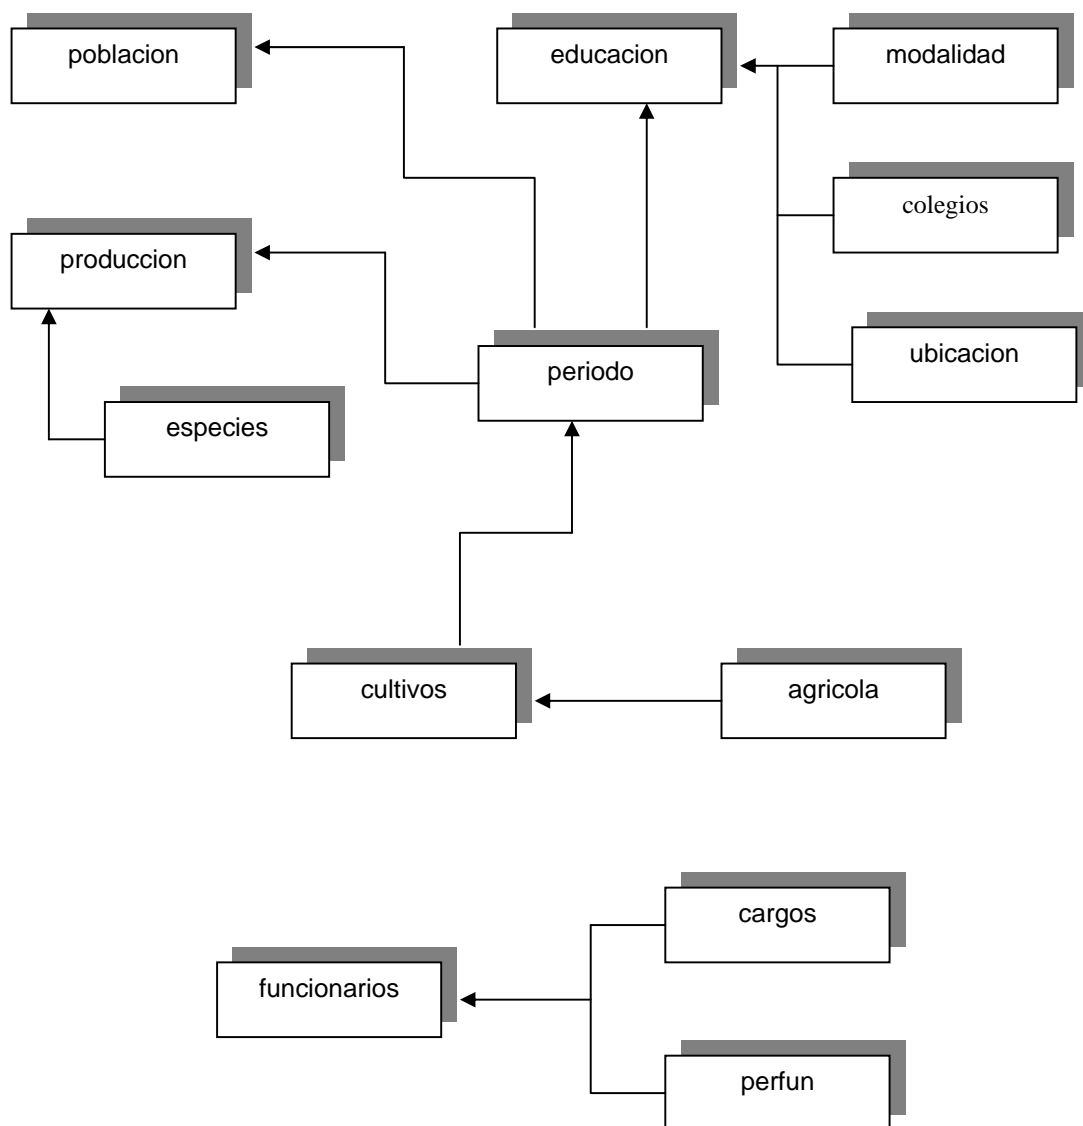 poblacion
educacion
modalidad
colegios
produccion
ubicacion
periodo
especies
cultivos
agricola
cargos
funcionarios
perfun